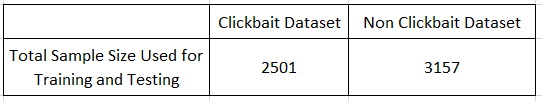 Clickbait Dataset Non Clickbait Dataset
Total Sample Size Used for
Training and Testing
2501 3157